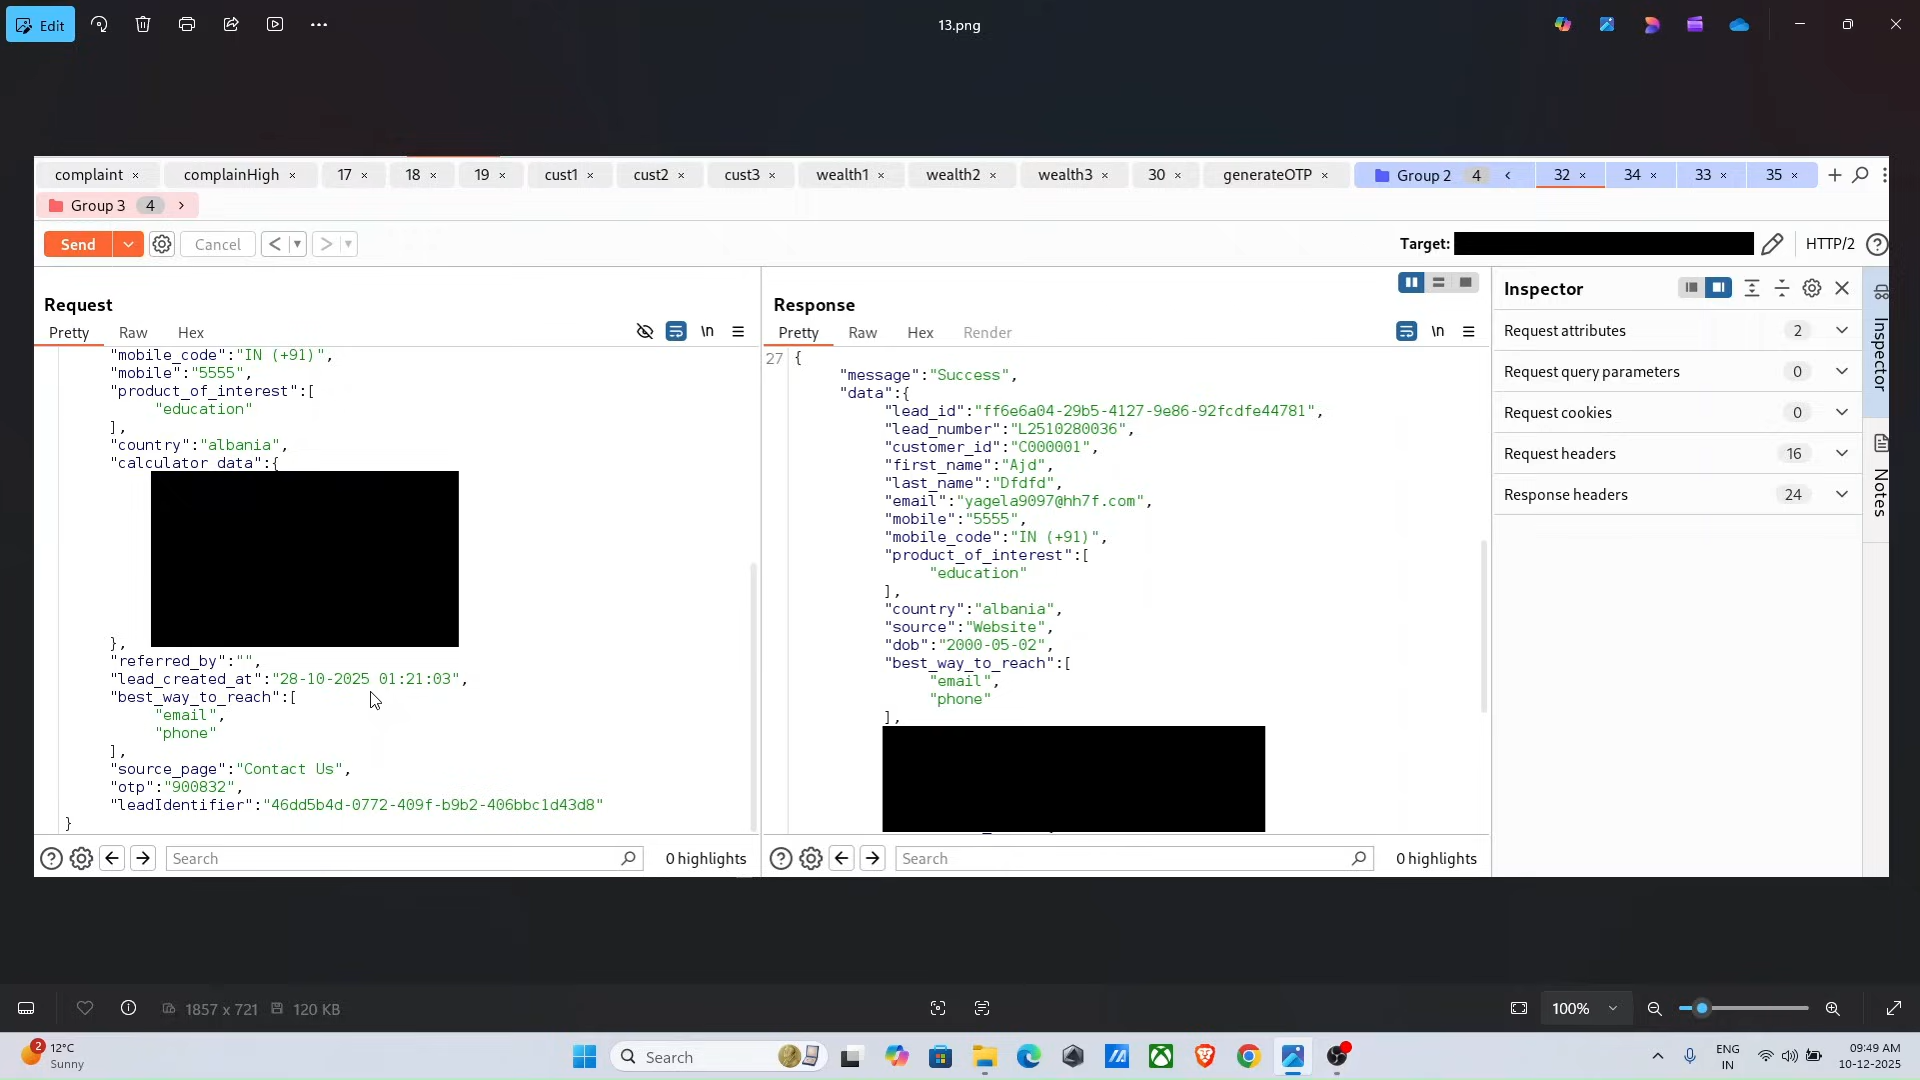 Edit
13.png
complaint × complainHigh × 17 × 18 × 19 × cust1 × cust2 × cust3 × wealth1 × wealth2 × wealth3 × 30 × generateOTP × Group 2 4 32 × 34 × 33 × 35 ×
Group 3 4
Send Cancel Target: HTTP/2
Request
Pretty Raw Hex \n
"mobile_code":"IN (+91)",
"mobile":"5555",
"product_of_interest":[
"education"
],
"country":"albania",
"calculator_data":{
},
"referred_by":"",
"lead_created_at":"28-10-2025 01:21:03",
"best_way_to_reach":[
"email",
"phone"
],
"source_page":"Contact Us",
"otp":"900832",
"leadIdentifier":"46dd5b4d-0772-409f-b9b2-406bbc1d43d8"
}
Search 0 highlights
Response
Pretty Raw Hex Render \n
27 {
"message":"Success",
"data":{
"lead_id":"ff6e6a04-29b5-4127-9e86-92fcdfe44781",
"lead_number":"L2510280036",
"customer_id":"C000001",
"first_name":"Ajd",
"last_name":"Dfdfd",
"email":"yagela9097@hh7f.com",
"mobile":"5555",
"mobile_code":"IN (+91)",
"product_of_interest":[
"education"
],
"country":"albania",
"source":"Website",
"dob":"2000-05-02",
"best_way_to_reach":[
"email",
"phone"
],
Search 0 highlights
Inspector
Request attributes 2
Request query parameters 0
Request cookies 0
Request headers 16
Response headers 24
Inspector
Notes
1857 x 721 120 KB
100%
2
12°C
Sunny
Search
ENG
IN
09:49 AM
10-12-2025